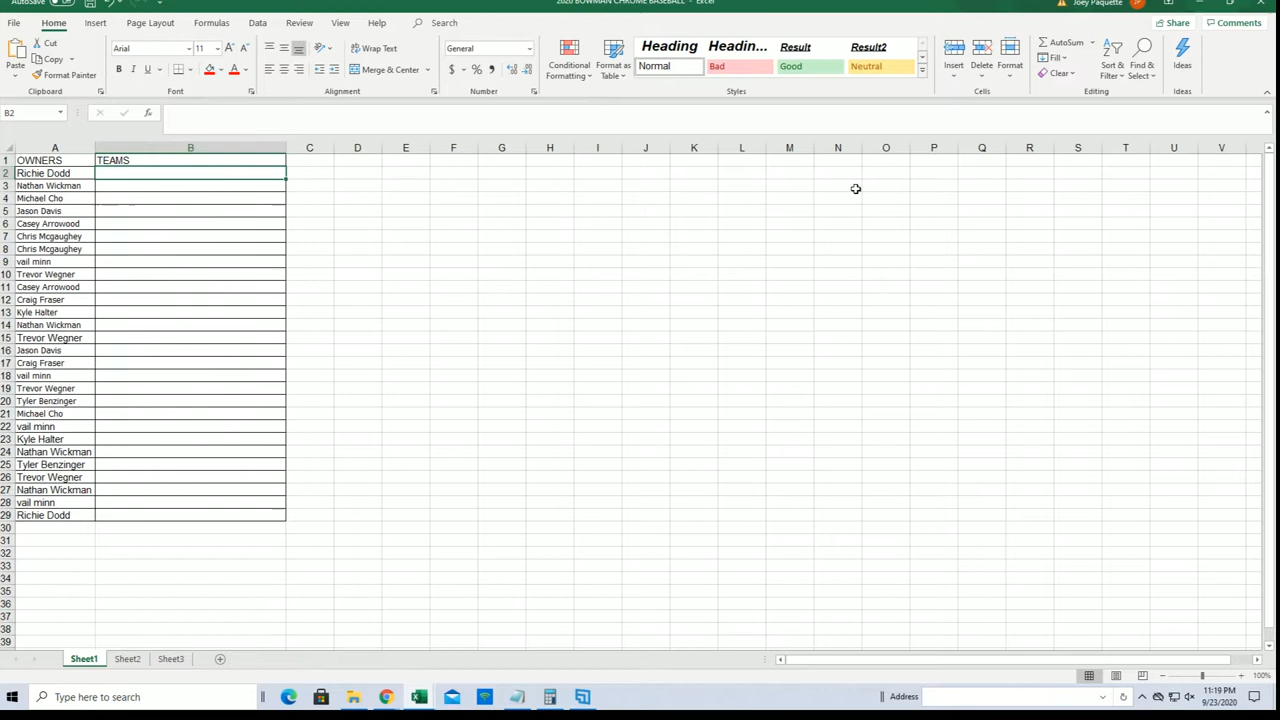 AutoSave Off 2020 BOWMAN CHROME BASEBALL - Excel Joey Paquette JP
File Home Insert Page Layout Formulas Data Review View Help Search Share Comments
Paste Cut Copy Format Painter Clipboard
Arial 11 A A B I U A Font
Wrap Text Merge & Center Alignment
General $ % Number
Conditional Formatting Format as Table
Heading Headin... Result Result2
Normal Bad Good Neutral
Styles
Insert Delete Format Cells
AutoSum Fill Clear Sort & Filter Find & Select Editing
Ideas Ideas
B2 fx
A B C D E F G H I J K L M N O P Q R S T U V
1 OWNERS TEAMS
2 Richie Dodd
3 Nathan Wickman
4 Michael Cho
5 Jason Davis
6 Casey Arrowood
7 Chris Mcgaughey
8 Chris Mcgaughey
9 vail minn
10 Trevor Wegner
11 Casey Arrowood
12 Craig Fraser
13 Kyle Halter
14 Nathan Wickman
15 Trevor Wegner
16 Jason Davis
17 Craig Fraser
18 vail minn
19 Trevor Wegner
20 Tyler Benzinger
21 Michael Cho
22 vail minn
23 Kyle Halter
24 Nathan Wickman
25 Tyler Benzinger
26 Trevor Wegner
27 Nathan Wickman
28 vail minn
29 Richie Dodd
30
31
32
33
34
35
36
37
38
39
Sheet1 Sheet2 Sheet3
100%
Type here to search Address 11:19 PM
9/23/2020